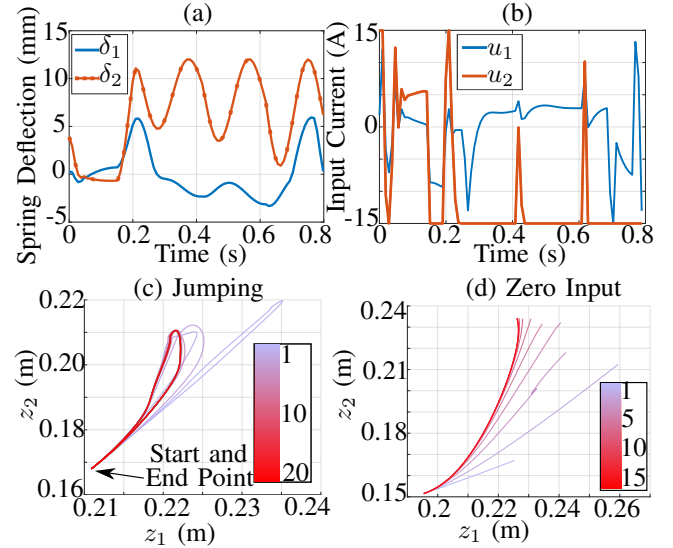 (a)
Spring Deflection (mm)
15
10
5
0
-5
δ1
δ2
0
0.2
0.4
0.6
0.8
Time (s)
(b)
Input Current (A)
15
0
-15
u1
u2
0
0.2
0.4
0.6
0.8
Time (s)
(c) Jumping
z2 (m)
0.22
0.20
0.18
0.16
1
10
20
Start and
End Point
0.21
0.22
0.23
0.24
z1 (m)
(d) Zero Input
z2 (m)
0.24
0.21
0.18
0.15
1
5
10
15
0.2
0.22
0.24
0.26
z1 (m)